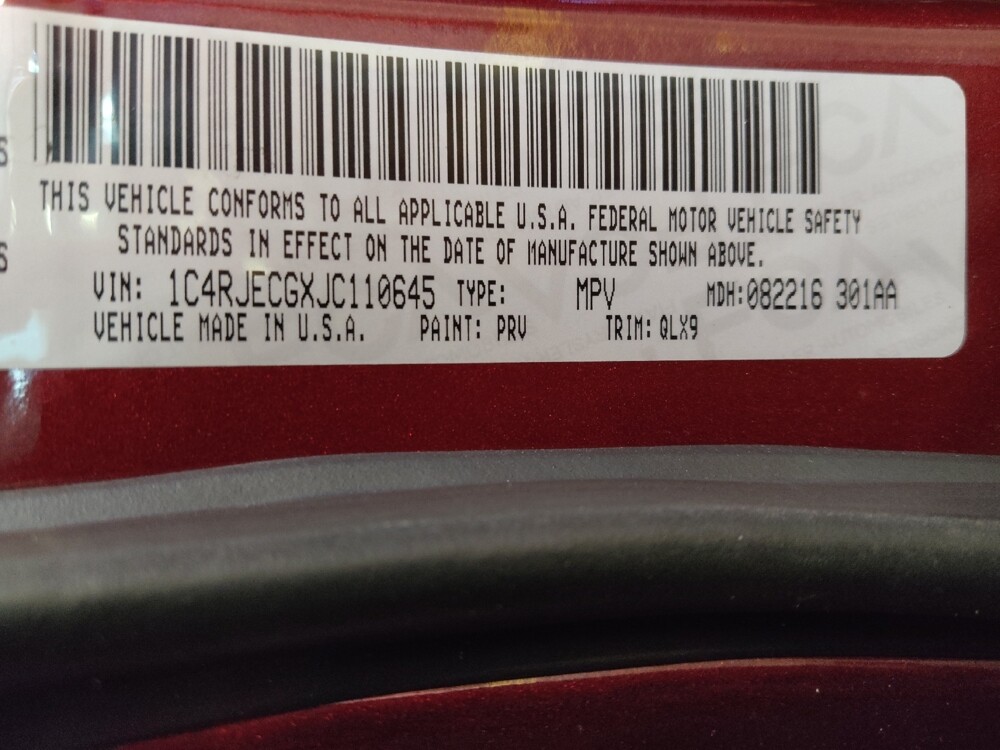 THIS VEHICLE CONFORMS TO ALL APPLICABLE U.S.A. FEDERAL MOTOR VEHICLE SAFETY
STANDARDS IN EFFECT ON THE DATE OF MANUFACTURE SHOWN ABOVE.
VIN: 1C4RJECGXJC110645 TYPE: MPV MDH:082216 301AA
VEHICLE MADE IN U.S.A. PAINT: PRV TRIM: QLX9